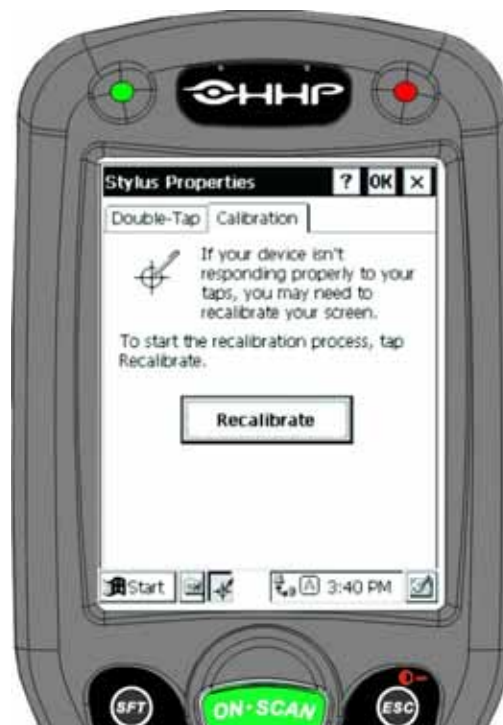 HHP
Stylus Properties ? OK ×
Double-Tap Calibration
If your device isn't
responding properly to your
taps, you may need to
recalibrate your screen.
To start the recalibration process, tap
Recalibrate.
Recalibrate
Start A 3:40 PM
SFT ON·SCAN ESC